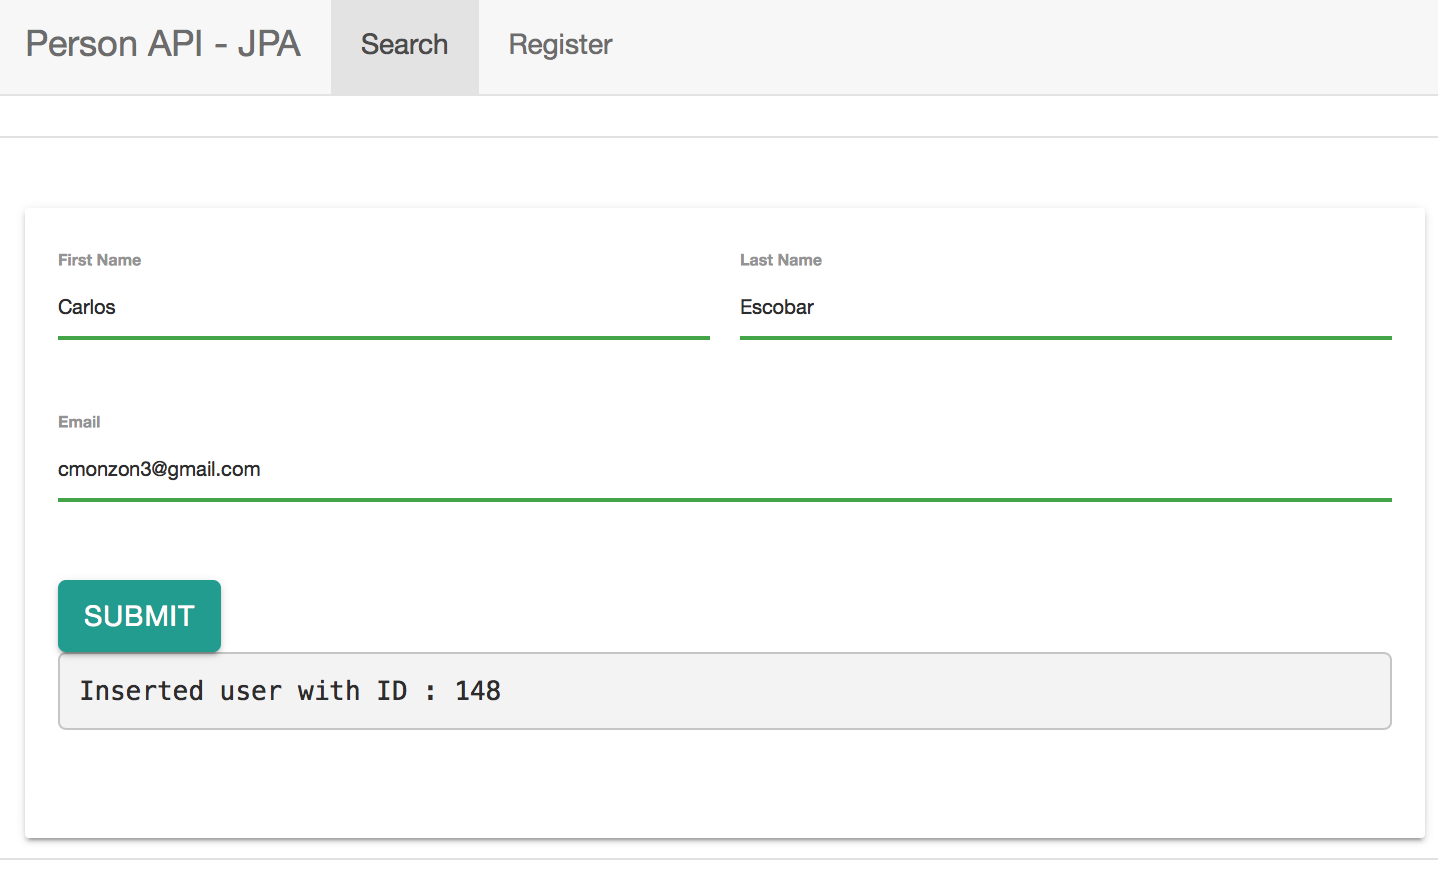 Person API - JPA Search Register
First Name Last Name
Carlos Escobar
Email
cmonzon3@gmail.com
SUBMIT
Inserted user with ID : 148